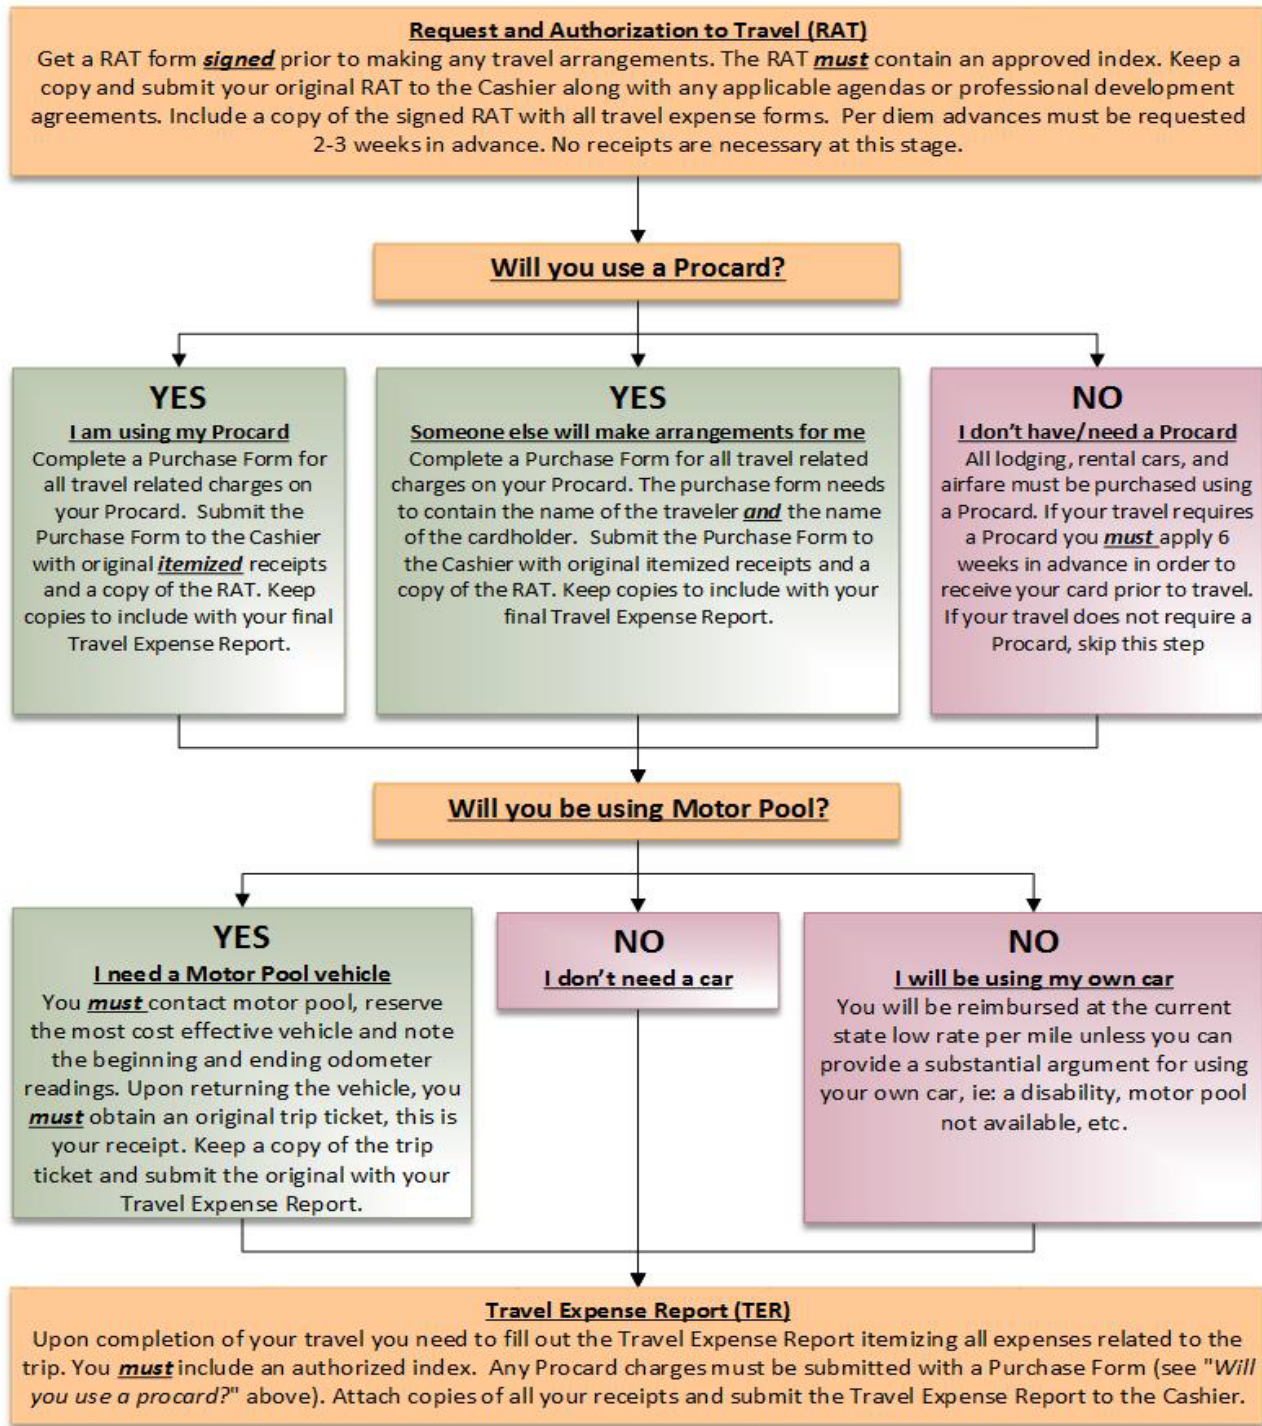 Request and Authorization to Travel (RAT)
Get a RAT form signed prior to making any travel arrangements. The RAT must contain an approved index. Keep a
copy and submit your original RAT to the Cashier along with any applicable agendas or professional development
agreements. Include a copy of the signed RAT with all travel expense forms.  Per diem advances must be requested
2-3 weeks in advance. No receipts are necessary at this stage.
Will you use a Procard?
YES
I am using my Procard
Complete a Purchase Form for
all travel related charges on
your Procard.  Submit the
Purchase Form to the Cashier
with original itemized receipts
and a copy of the RAT. Keep
copies to include with your final
Travel Expense Report.
YES
Someone else will make arrangements for me
Complete a Purchase Form for all travel related
charges on your Procard. The purchase form needs
to contain the name of the traveler and the name
of the cardholder.  Submit the Purchase Form to
the Cashier with original itemized receipts and a
copy of the RAT. Keep copies to include with your
final Travel Expense Report.
NO
I don't have/need a Procard
All lodging, rental cars, and
airfare must be purchased using
a Procard. If your travel requires
a Procard you must apply 6
weeks in advance in order to
receive your card prior to travel.
If your travel does not require a
Procard, skip this step
Will you be using Motor Pool?
YES
I need a Motor Pool vehicle
You must contact motor pool, reserve
the most cost effective vehicle and note
the beginning and ending odometer
readings. Upon returning the vehicle, you
must obtain an original trip ticket, this is
your receipt. Keep a copy of the trip
ticket and submit the original with your
Travel Expense Report.
NO
I don't need a car
NO
I will be using my own car
You will be reimbursed at the current
state low rate per mile unless you can
provide a substantial argument for using
your own car, ie: a disability, motor pool
not available, etc.
Travel Expense Report (TER)
Upon completion of your travel you need to fill out the Travel Expense Report itemizing all expenses related to the
trip. You must include an authorized index.  Any Procard charges must be submitted with a Purchase Form (see "Will
you use a procard?" above). Attach copies of all your receipts and submit the Travel Expense Report to the Cashier.